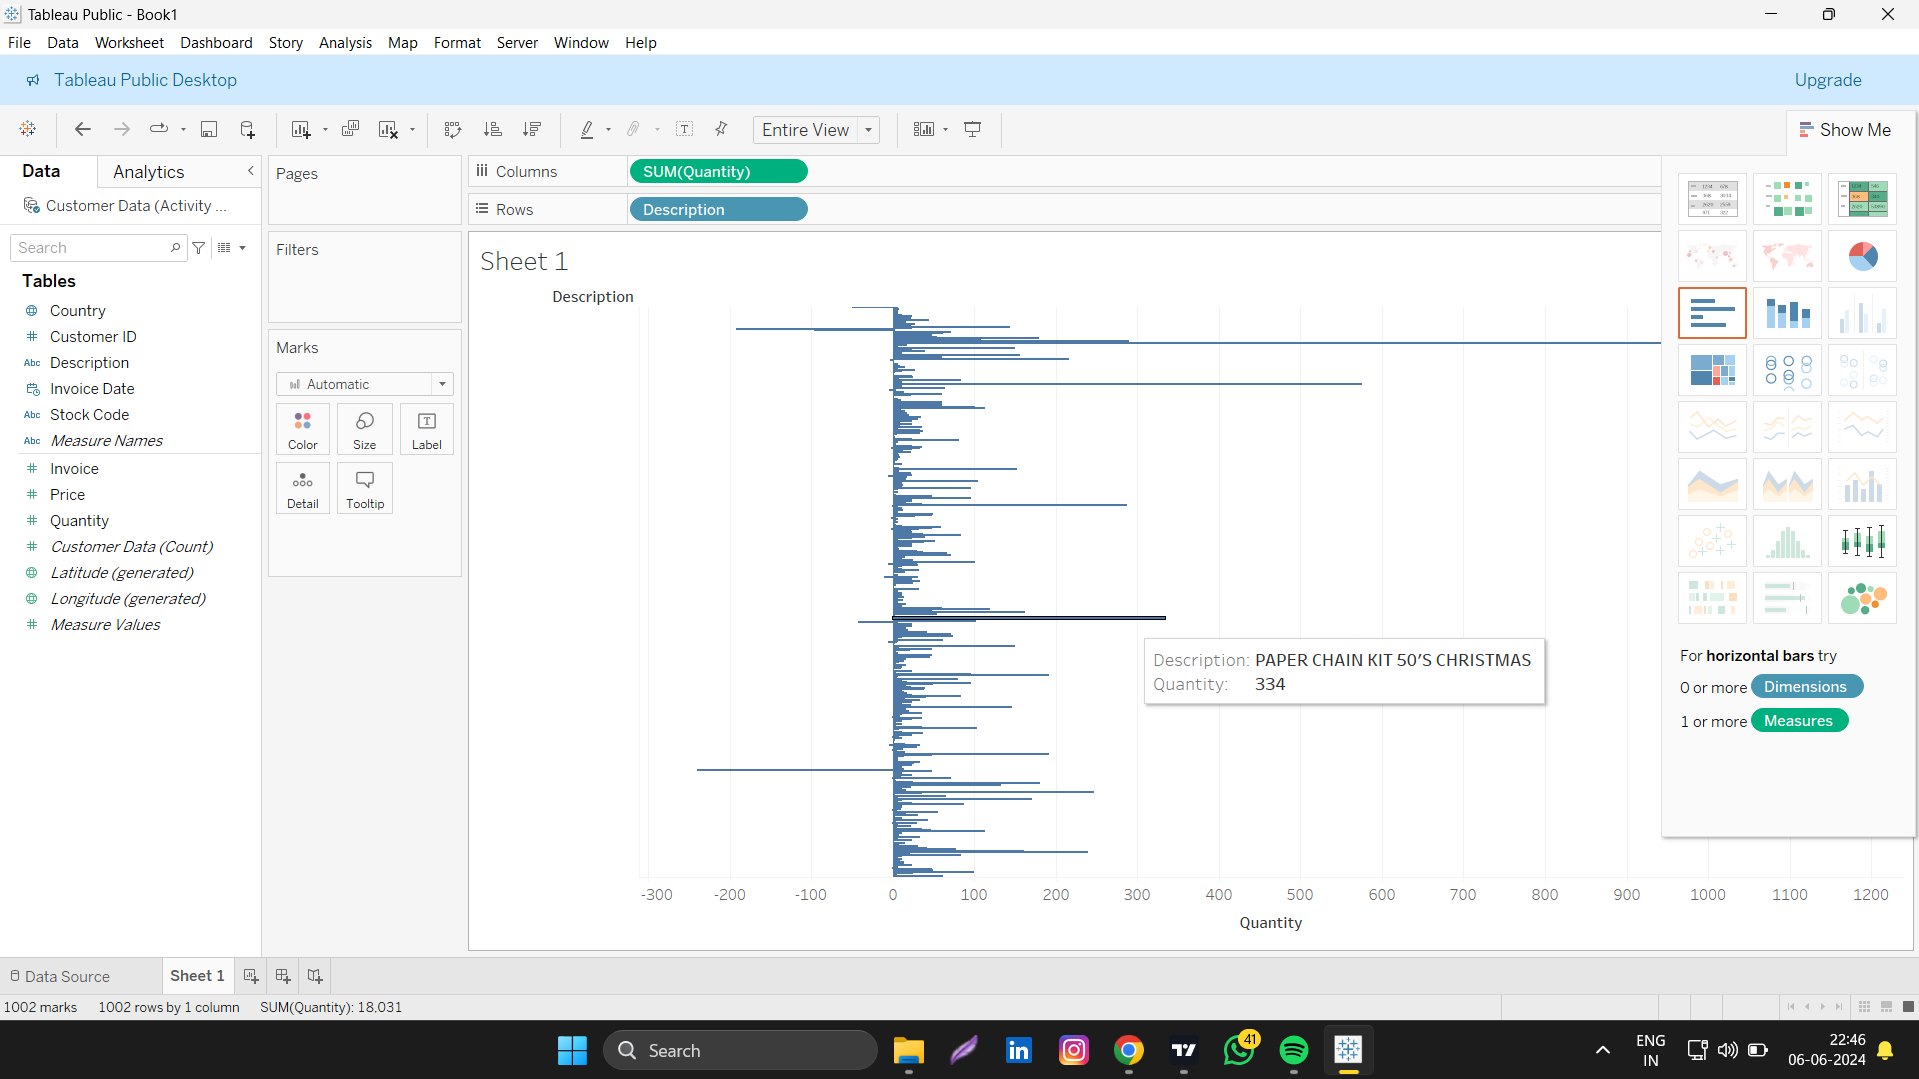 Tableau Public - Book1
File Data Worksheet Dashboard Story Analysis Map Format Server Window Help
Tableau Public Desktop
Upgrade
Entire View
Show Me
Data
Analytics
Customer Data (Activity ...
Search
Tables
Country
Customer ID
Abc Description
Invoice Date
Abc Stock Code
Abc Measure Names
Invoice
Price
Quantity
Customer Data (Count)
Latitude (generated)
Longitude (generated)
Measure Values
Pages
Filters
Marks
Automatic
Color Size Label
Detail Tooltip
Columns SUM(Quantity)
Rows Description
Sheet 1
Description
Description: PAPER CHAIN KIT 50'S CHRISTMAS
Quantity: 334
-300 -200 -100 0 100 200 300 400 500 600 700 800 900 1000 1100 1200
Quantity
For horizontal bars try
0 or more Dimensions
1 or more Measures
Data Source Sheet 1
1002 marks 1002 rows by 1 column SUM(Quantity): 18,031
Search
41
ENG
IN
22:46
06-06-2024